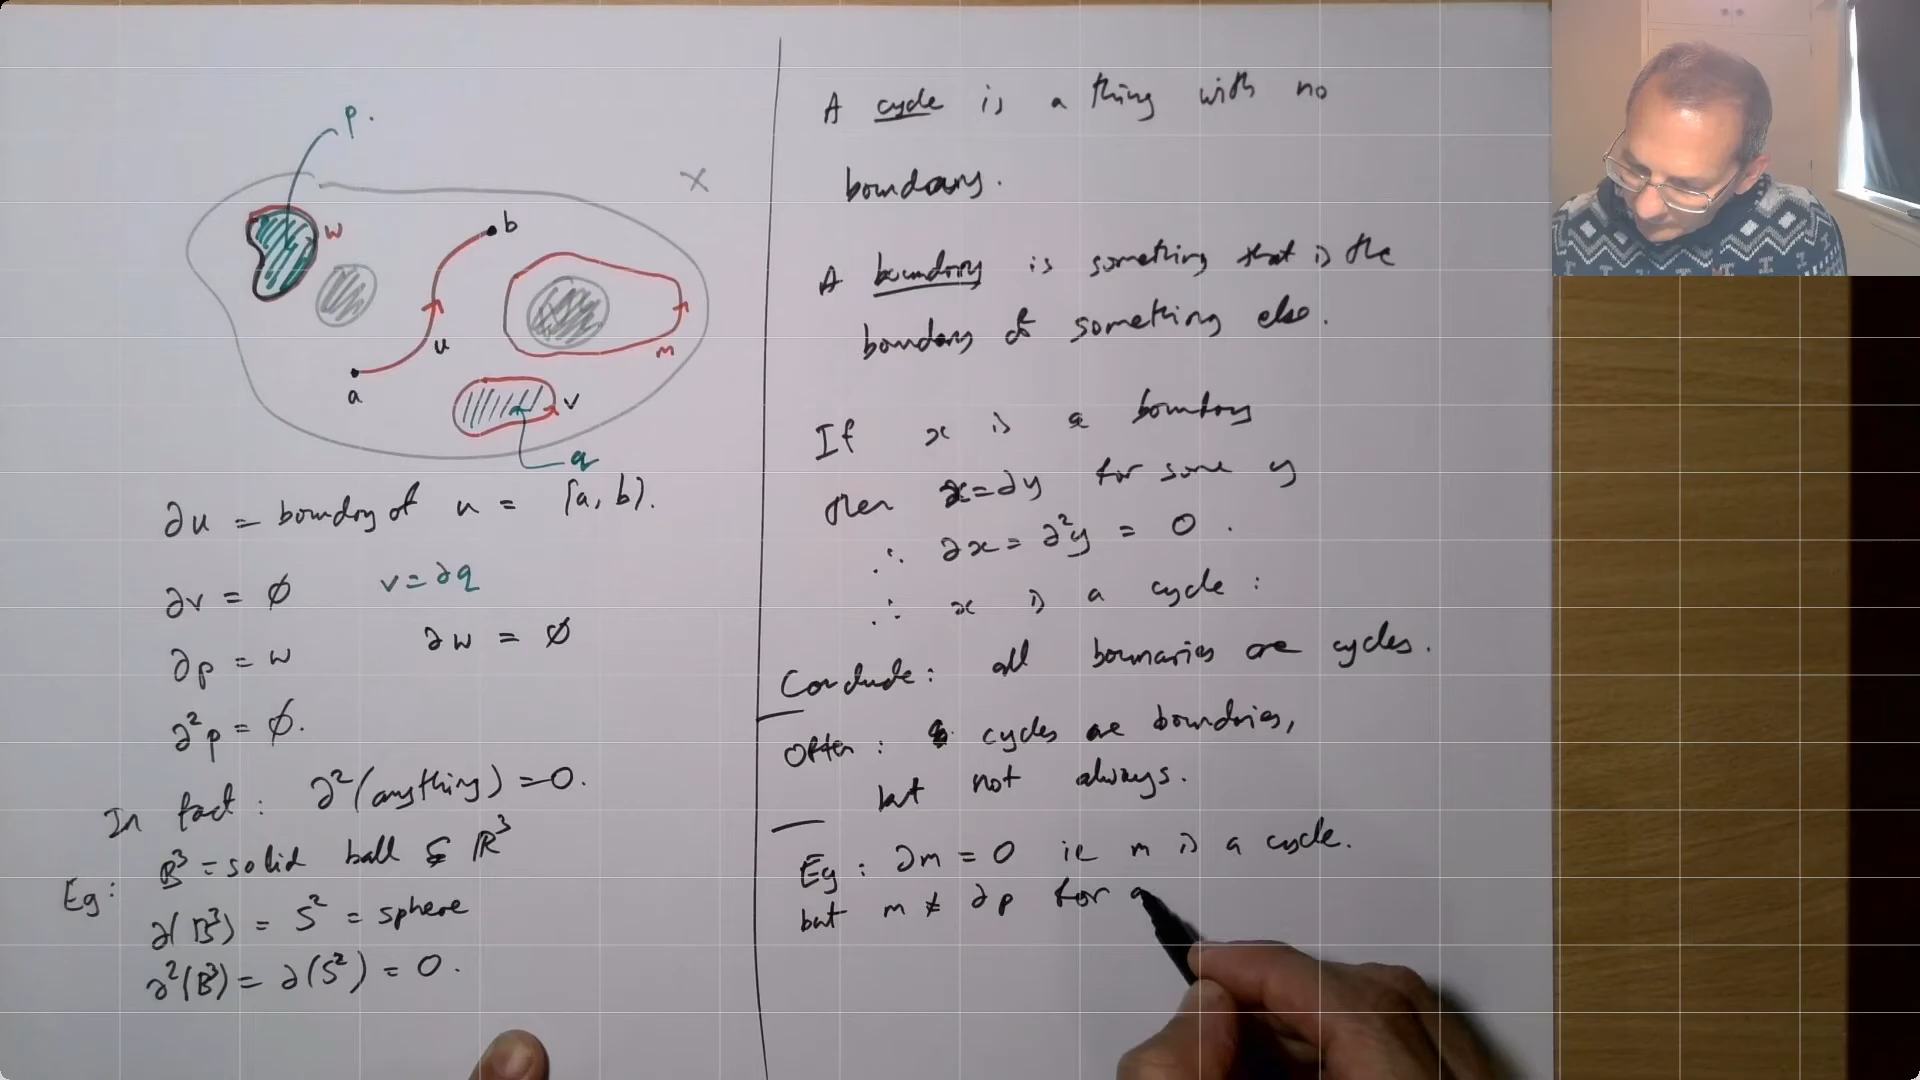 p.
X
w
b
u
m
a
v
q
∂u = boundry of u = {a, b}.
∂v = ∅ v = ∂q
∂p = w ∂w = ∅
∂²p = ∅.
In fact : ∂²(anything) = 0.
Eg: B³ = solid ball ⊆ ℝ³
∂(B³) = S² = sphere
∂²(B³) = ∂(S²) = 0.
A cycle is a thing with no
boundary.
A boundary is something that is the
boundary of something else.
If x is a boundary
then x = ∂y for some y
∴ ∂x = ∂²y = 0.
∴ x is a cycle :
Conclude : all bounaries are cycles.
Often : cycles are boundries,
but not always.
Eg : ∂m = 0 ie m is a cycle.
but m ≠ ∂p for a